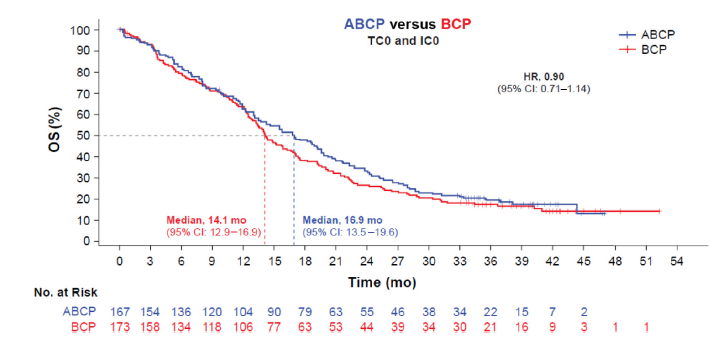 ABCP versus BCP
TC0 and IC0
ABCP
BCP
HR, 0.90
(95% CI: 0.71–1.14)
OS (%)
100
90
80
70
60
50
40
30
20
10
0
Median, 14.1 mo
(95% CI: 12.9–16.9)
Median, 16.9 mo
(95% CI: 13.5–19.6)
0 3 6 9 12 15 18 21 24 27 30 33 36 39 42 45 48 51 54
Time (mo)
No. at Risk
ABCP 167 154 136 120 104 90 79 63 55 46 38 34 22 15 7 2
BCP 173 158 134 118 106 77 63 53 44 39 34 30 21 16 9 3 1 1